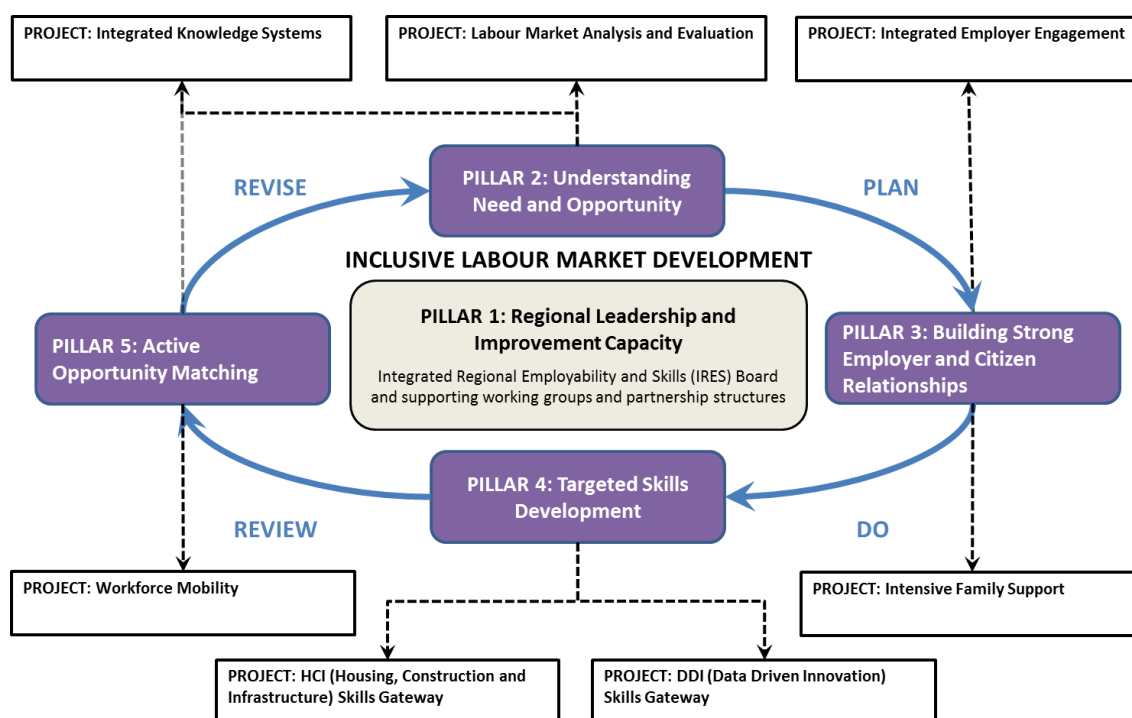 PROJECT: Integrated Knowledge Systems
PROJECT: Labour Market Analysis and Evaluation
PROJECT: Integrated Employer Engagement
REVISE
PILLAR 2: Understanding
Need and Opportunity
PLAN
INCLUSIVE LABOUR MARKET DEVELOPMENT
PILLAR 1: Regional Leadership and
Improvement Capacity
Integrated Regional Employability and Skills (IRES) Board
and supporting working groups and partnership structures
PILLAR 5: Active
Opportunity Matching
PILLAR 3: Building Strong
Employer and Citizen
Relationships
PILLAR 4: Targeted Skills
Development
REVIEW
DO
PROJECT: Workforce Mobility
PROJECT: Intensive Family Support
PROJECT: HCI (Housing, Construction and
Infrastructure) Skills Gateway
PROJECT: DDI (Data Driven Innovation)
Skills Gateway